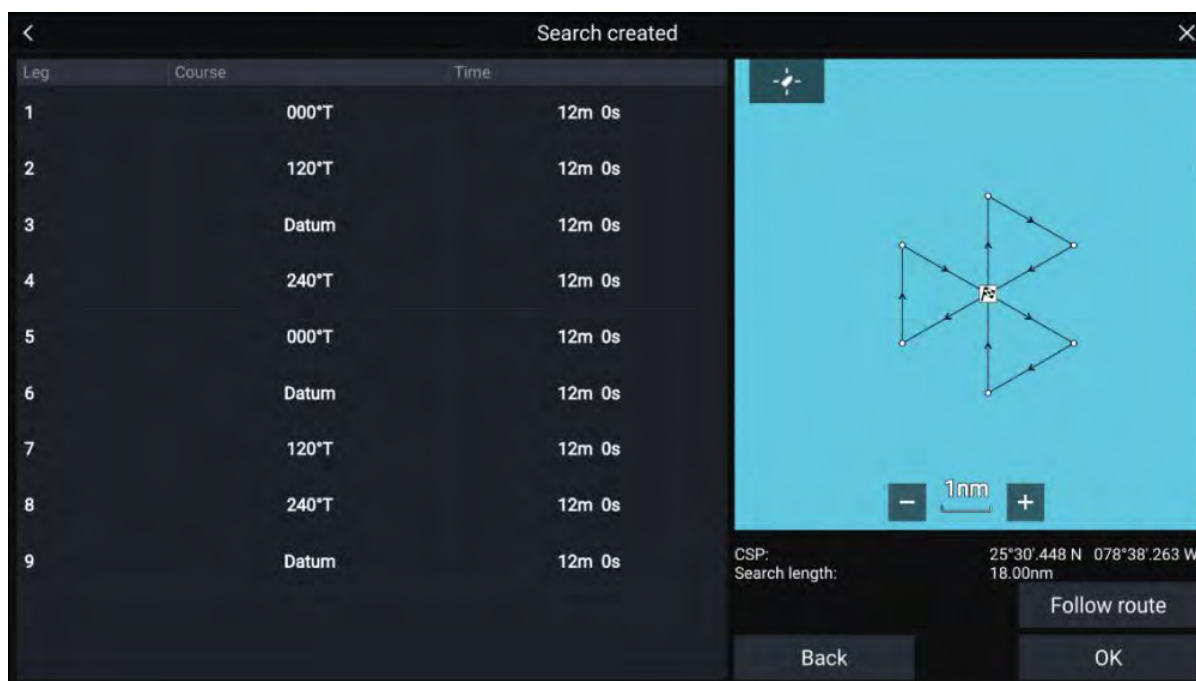 Search created
Leg Course Time
1 000°T 12m 0s
2 120°T 12m 0s
3 Datum 12m 0s
4 240°T 12m 0s
5 000°T 12m 0s
6 Datum 12m 0s
7 120°T 12m 0s
8 240°T 12m 0s
9 Datum 12m 0s
1nm
CSP: 25°30'.448 N 078°38'.263 W
Search length: 18.00nm
Follow route
Back OK